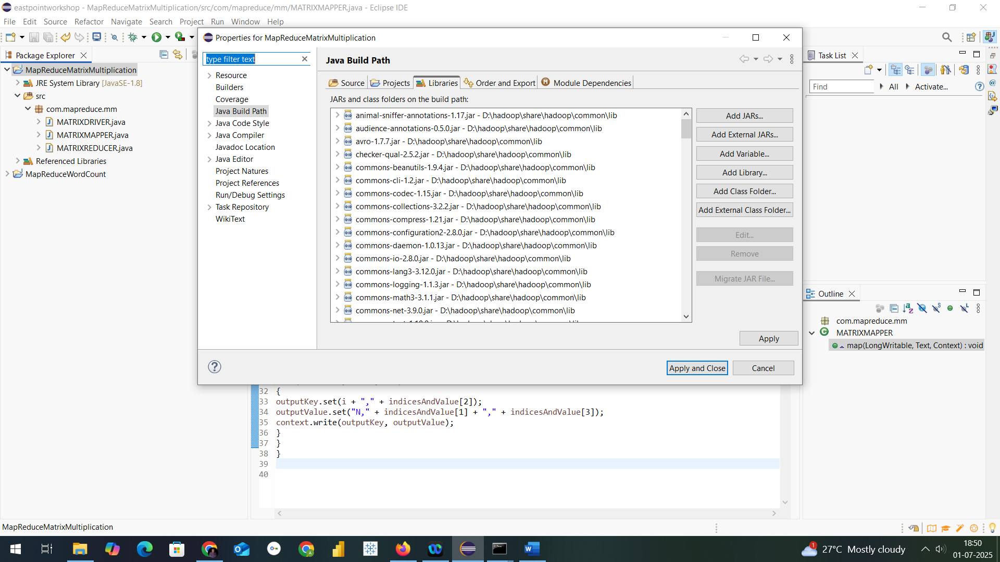 eastpointworkshop - MapReduceMatrixMultiplication/src/com/mapreduce/mm/MATRIXMAPPER.java - Eclipse IDE
File Edit Source Refactor Navigate Search Project Run Window Help
Package Explorer
MapReduceMatrixMultiplication
JRE System Library [JavaSE-1.8]
src
com.mapreduce.mm
MATRIXDRIVER.java
MATRIXMAPPER.java
MATRIXREDUCER.java
Referenced Libraries
MapReduceWordCount
Properties for MapReduceMatrixMultiplication
type filter text
Resource
Builders
Coverage
Java Build Path
Java Code Style
Java Compiler
Javadoc Location
Java Editor
Project Natures
Project References
Run/Debug Settings
Task Repository
WikiText
Java Build Path
Source Projects Libraries Order and Export Module Dependencies
JARs and class folders on the build path:
animal-sniffer-annotations-1.17.jar - D:\hadoop\share\hadoop\common\lib
audience-annotations-0.5.0.jar - D:\hadoop\share\hadoop\common\lib
avro-1.7.7.jar - D:\hadoop\share\hadoop\common\lib
checker-qual-2.5.2.jar - D:\hadoop\share\hadoop\common\lib
commons-beanutils-1.9.4.jar - D:\hadoop\share\hadoop\common\lib
commons-cli-1.2.jar - D:\hadoop\share\hadoop\common\lib
commons-codec-1.15.jar - D:\hadoop\share\hadoop\common\lib
commons-collections-3.2.2.jar - D:\hadoop\share\hadoop\common\lib
commons-compress-1.21.jar - D:\hadoop\share\hadoop\common\lib
commons-configuration2-2.8.0.jar - D:\hadoop\share\hadoop\common\lib
commons-daemon-1.0.13.jar - D:\hadoop\share\hadoop\common\lib
commons-io-2.8.0.jar - D:\hadoop\share\hadoop\common\lib
commons-lang3-3.12.0.jar - D:\hadoop\share\hadoop\common\lib
commons-logging-1.1.3.jar - D:\hadoop\share\hadoop\common\lib
commons-math3-3.1.1.jar - D:\hadoop\share\hadoop\common\lib
commons-net-3.9.0.jar - D:\hadoop\share\hadoop\common\lib
Add JARs...
Add External JARs...
Add Variable...
Add Library...
Add Class Folder...
Add External Class Folder...
Edit...
Remove
Migrate JAR File...
Apply
Apply and Close Cancel
32 {
33 outputKey.set(i + "," + indicesAndValue[2]);
34 outputValue.set("N," + indicesAndValue[1] + "," + indicesAndValue[3]);
35 context.write(outputKey, outputValue);
36 }
37 }
38 }
39
40
Task List
Find All Activate...
Outline
com.mapreduce.mm
MATRIXMAPPER
map(LongWritable, Text, Context) : void
MapReduceMatrixMultiplication
1 27°C Mostly cloudy
18:50
01-07-2025